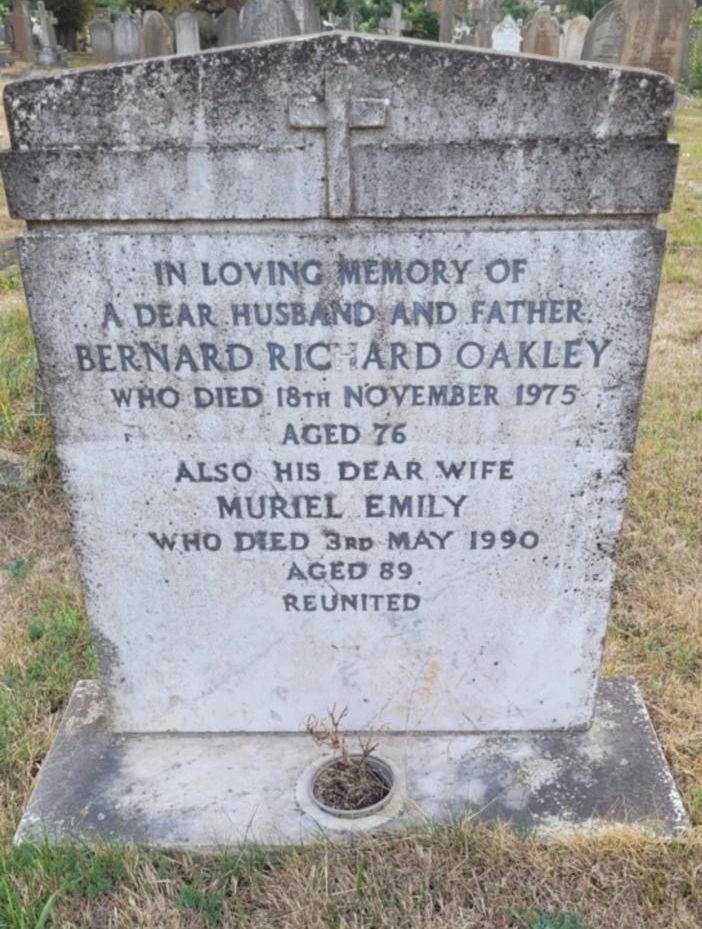 IN LOVING MEMORY OF
A DEAR HUSBAND AND FATHER
BERNARD RICHARD OAKLEY
WHO DIED 18TH NOVEMBER 1975
AGED 76
ALSO HIS DEAR WIFE
MURIEL EMILY
WHO DIED 3RD MAY 1990
AGED 89
REUNITED